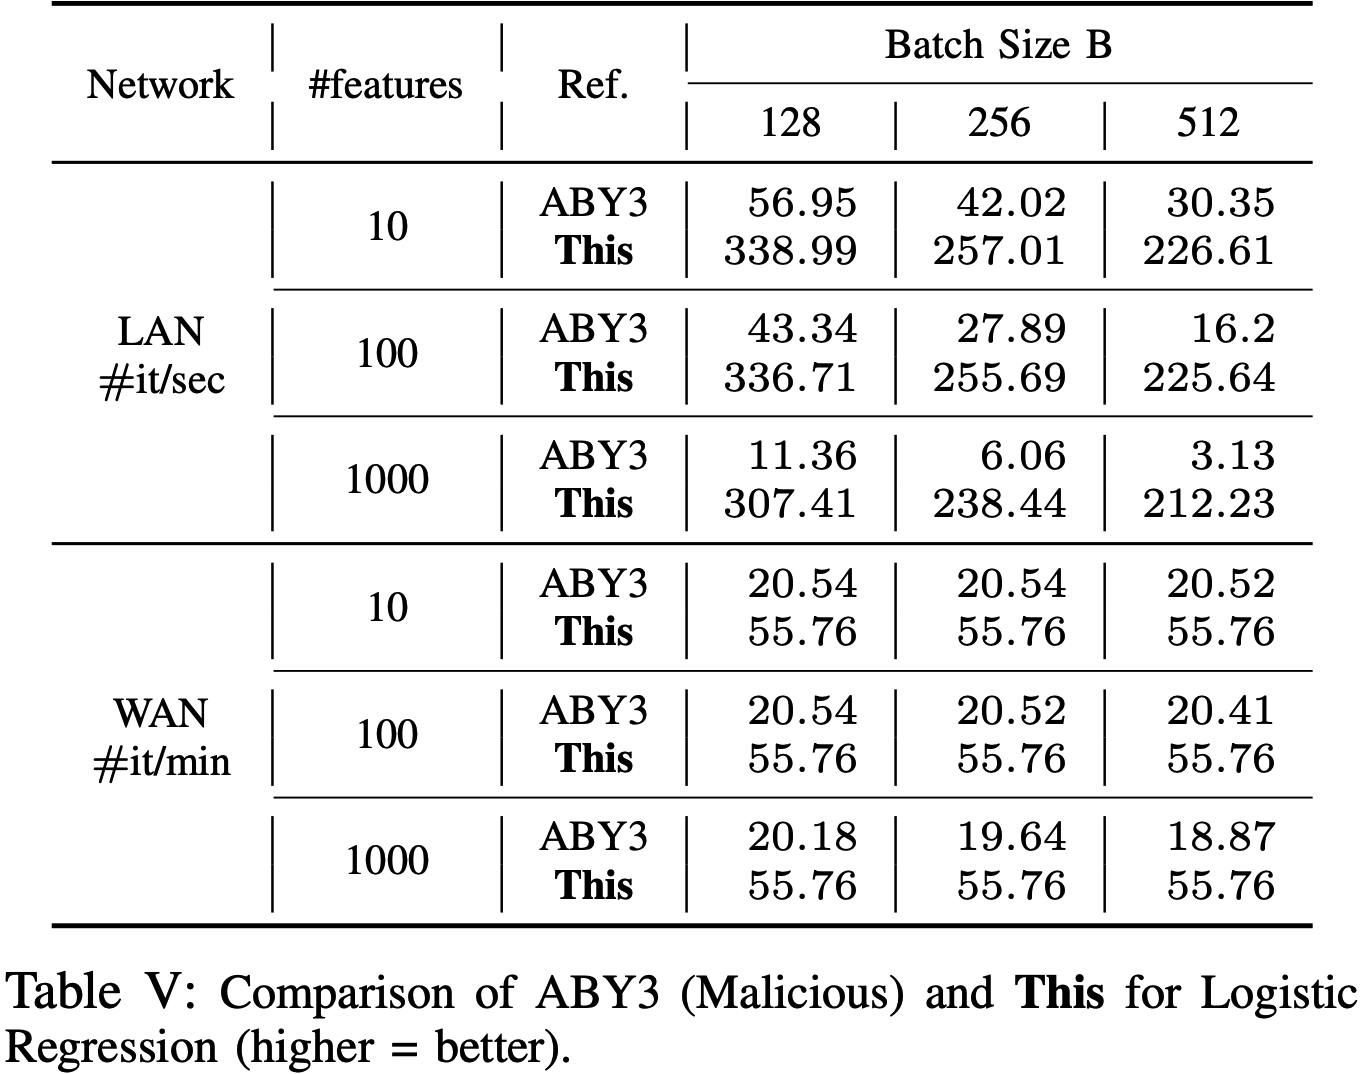 Network #features Ref. Batch Size B
128 256 512
LAN #it/sec
10
ABY3 56.95 42.02 30.35
This 338.99 257.01 226.61
100
ABY3 43.34 27.89 16.2
This 336.71 255.69 225.64
1000
ABY3 11.36 6.06 3.13
This 307.41 238.44 212.23
WAN #it/min
10
ABY3 20.54 20.54 20.52
This 55.76 55.76 55.76
100
ABY3 20.54 20.52 20.41
This 55.76 55.76 55.76
1000
ABY3 20.18 19.64 18.87
This 55.76 55.76 55.76
Table V: Comparison of ABY3 (Malicious) and This for Logistic
Regression (higher = better).